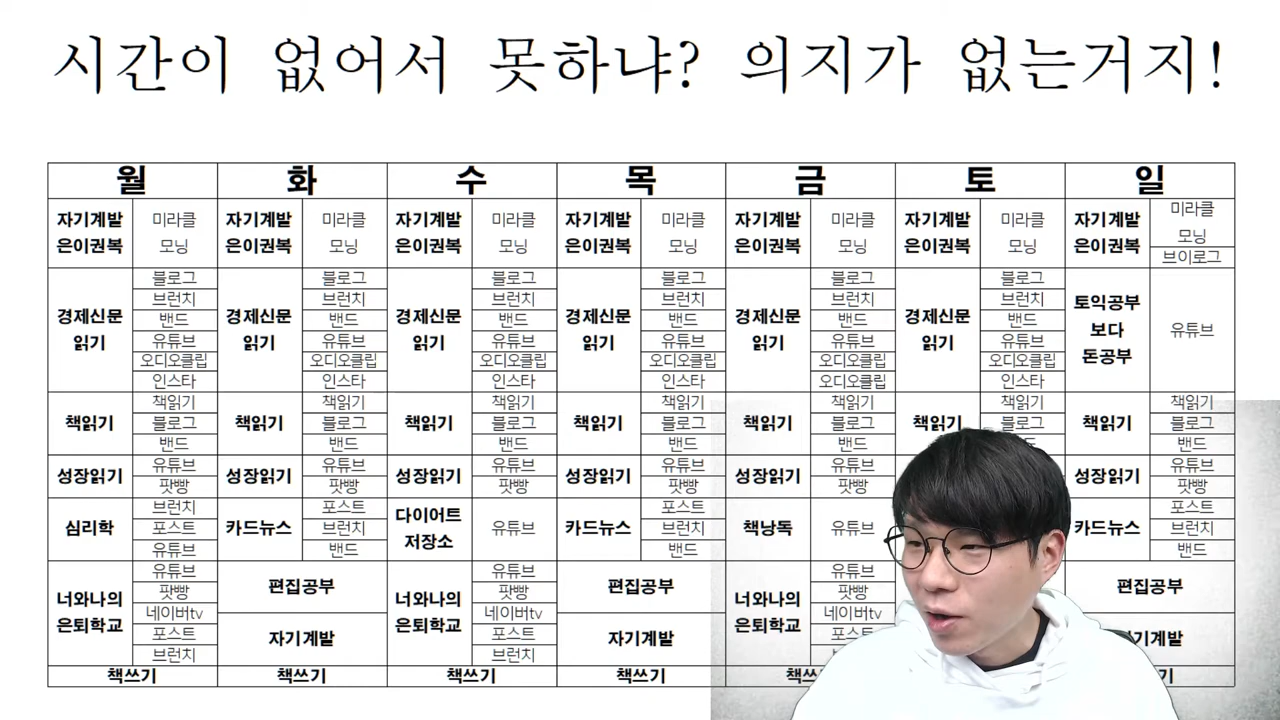 시간이 없어서 못하냐? 의지가 없는거지!
월 화 수 목 금 토 일
자기계발 은이권복 미라클 모닝 자기계발 은이권복 미라클 모닝 자기계발 은이권복 미라클 모닝 자기계발 은이권복 미라클 모닝 자기계발 은이권복 미라클 모닝 자기계발 은이권복 미라클 모닝 자기계발 은이권복 미라클 모닝
브이로그
블로그 블로그 블로그 블로그 블로그 블로그
브런치 브런치 브런치 브런치 브런치 브런치
경제신문 읽기 밴드 경제신문 읽기 밴드 경제신문 읽기 밴드 경제신문 읽기 밴드 경제신문 읽기 밴드 경제신문 읽기 밴드 토익공부 보다 돈공부 유튜브
유튜브 유튜브 유튜브 유튜브 유튜브 유튜브
오디오클립 오디오클립 오디오클립 오디오클립 오디오클립 오디오클립
인스타 인스타 인스타 인스타 오디오클립 인스타
책읽기 책읽기 책읽기 책읽기 책읽기 책읽기 책읽기
책읽기 블로그 책읽기 블로그 책읽기 블로그 책읽기 블로그 책읽기 블로그 책읽기 블로그 책읽기 블로그
밴드 밴드 밴드 밴드 밴드 밴드
성장읽기 유튜브 성장읽기 유튜브 성장읽기 유튜브 성장읽기 유튜브 성장읽기 유튜브 성장읽기 유튜브
팟빵 팟빵 팟빵 팟빵 팟빵 팟빵
브런치 포스트 포스트 포스트
심리학 포스트 카드뉴스 브런치 다이어트 저장소 유튜브 카드뉴스 브런치 책낭독 유튜브 카드뉴스 브런치
유튜브 밴드 밴드 밴드
유튜브 유튜브 유튜브
너와나의 은퇴학교 팟빵 편집공부 너와나의 은퇴학교 팟빵 편집공부 너와나의 은퇴학교 팟빵 편집공부
네이버tv 네이버tv 네이버tv
포스트 자기계발 포스트 자기계발
브런치 브런치
책쓰기 책쓰기 책쓰기 책쓰기